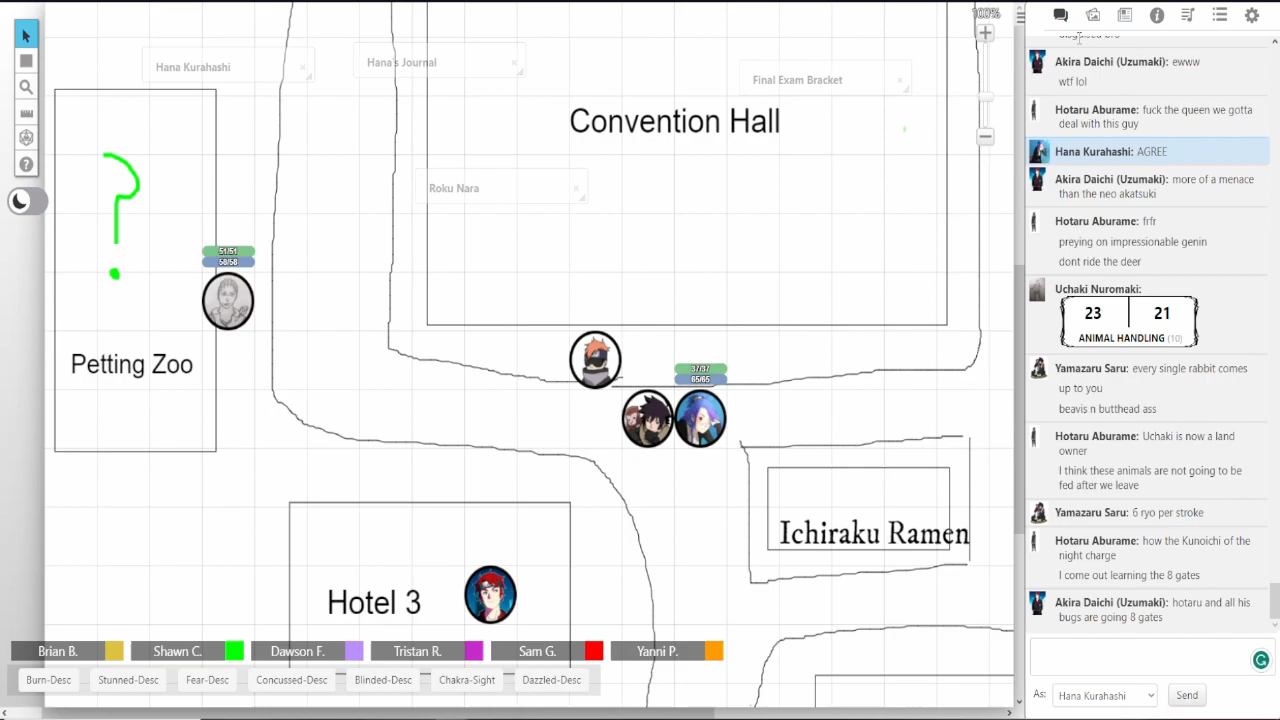 100%
Hana Kurahashi
Hana's Journal
Final Exam Bracket
Convention Hall
Roku Nara
?
51/51
58/58
Petting Zoo
37/37
65/65
Ichiraku Ramen
Hotel 3
Brian B.
Shawn C.
Dawson F.
Tristan R.
Sam G.
Yanni P.
Burn-Desc
Stunned-Desc
Fear-Desc
Concussed-Desc
Blinded-Desc
Chakra-Sight
Dazzled-Desc
Akira Daichi (Uzumaki): ewww
wtf lol
Hotaru Aburame: fuck the queen we gotta
deal with this guy
Hana Kurahashi: AGREE
Akira Daichi (Uzumaki): more of a menace
than the neo akatsuki
Hotaru Aburame: frfr
preying on impressionable genin
dont ride the deer
Uchaki Nuromaki:
23 21
ANIMAL HANDLING (10)
Yamazaru Saru: every single rabbit comes
up to you
beavis n butthead ass
Hotaru Aburame: Uchaki is now a land
owner
I think these animals are not going to be
fed after we leave
Yamazaru Saru: 6 ryo per stroke
Hotaru Aburame: how the Kunoichi of the
night charge
I come out learning the 8 gates
Akira Daichi (Uzumaki): hotaru and all his
bugs are going 8 gates
As:
Hana Kurahashi
Send